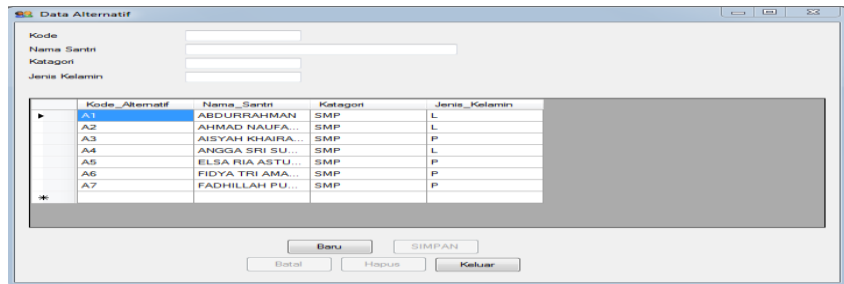 Data Alternatif
Kode
Nama Santri
Katagori
Jenis Kelamin
Kode_Alternatif Nama_Santri Katagori Jenis_Kelamin
A1 ABDURRAHMAN SMP L
A2 AHMAD NAUFA... SMP L
A3 AISYAH KHAIRA... SMP P
A4 ANGGA SRI SU... SMP L
A5 ELSA RIA ASTU... SMP P
A6 FIDYA TRI AMA... SMP P
A7 FADHILLAH PU... SMP P
Baru SIMPAN
Batal Hapus Keluar